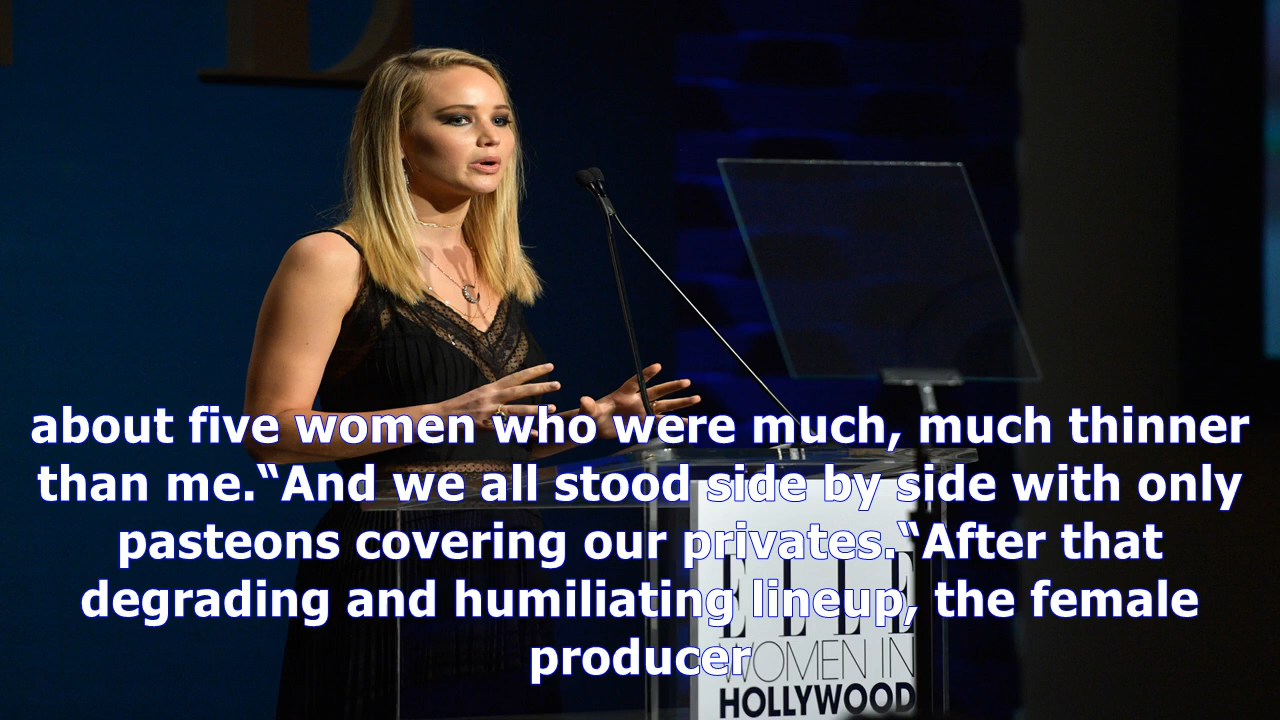 about five women who were much, much thinner
than me.“And we all stood side by side with only
pasteons covering our privates.“After that
degrading and humiliating lineup, the female
producer
E
ELLE
WOMEN IN
HOLLYWOOD